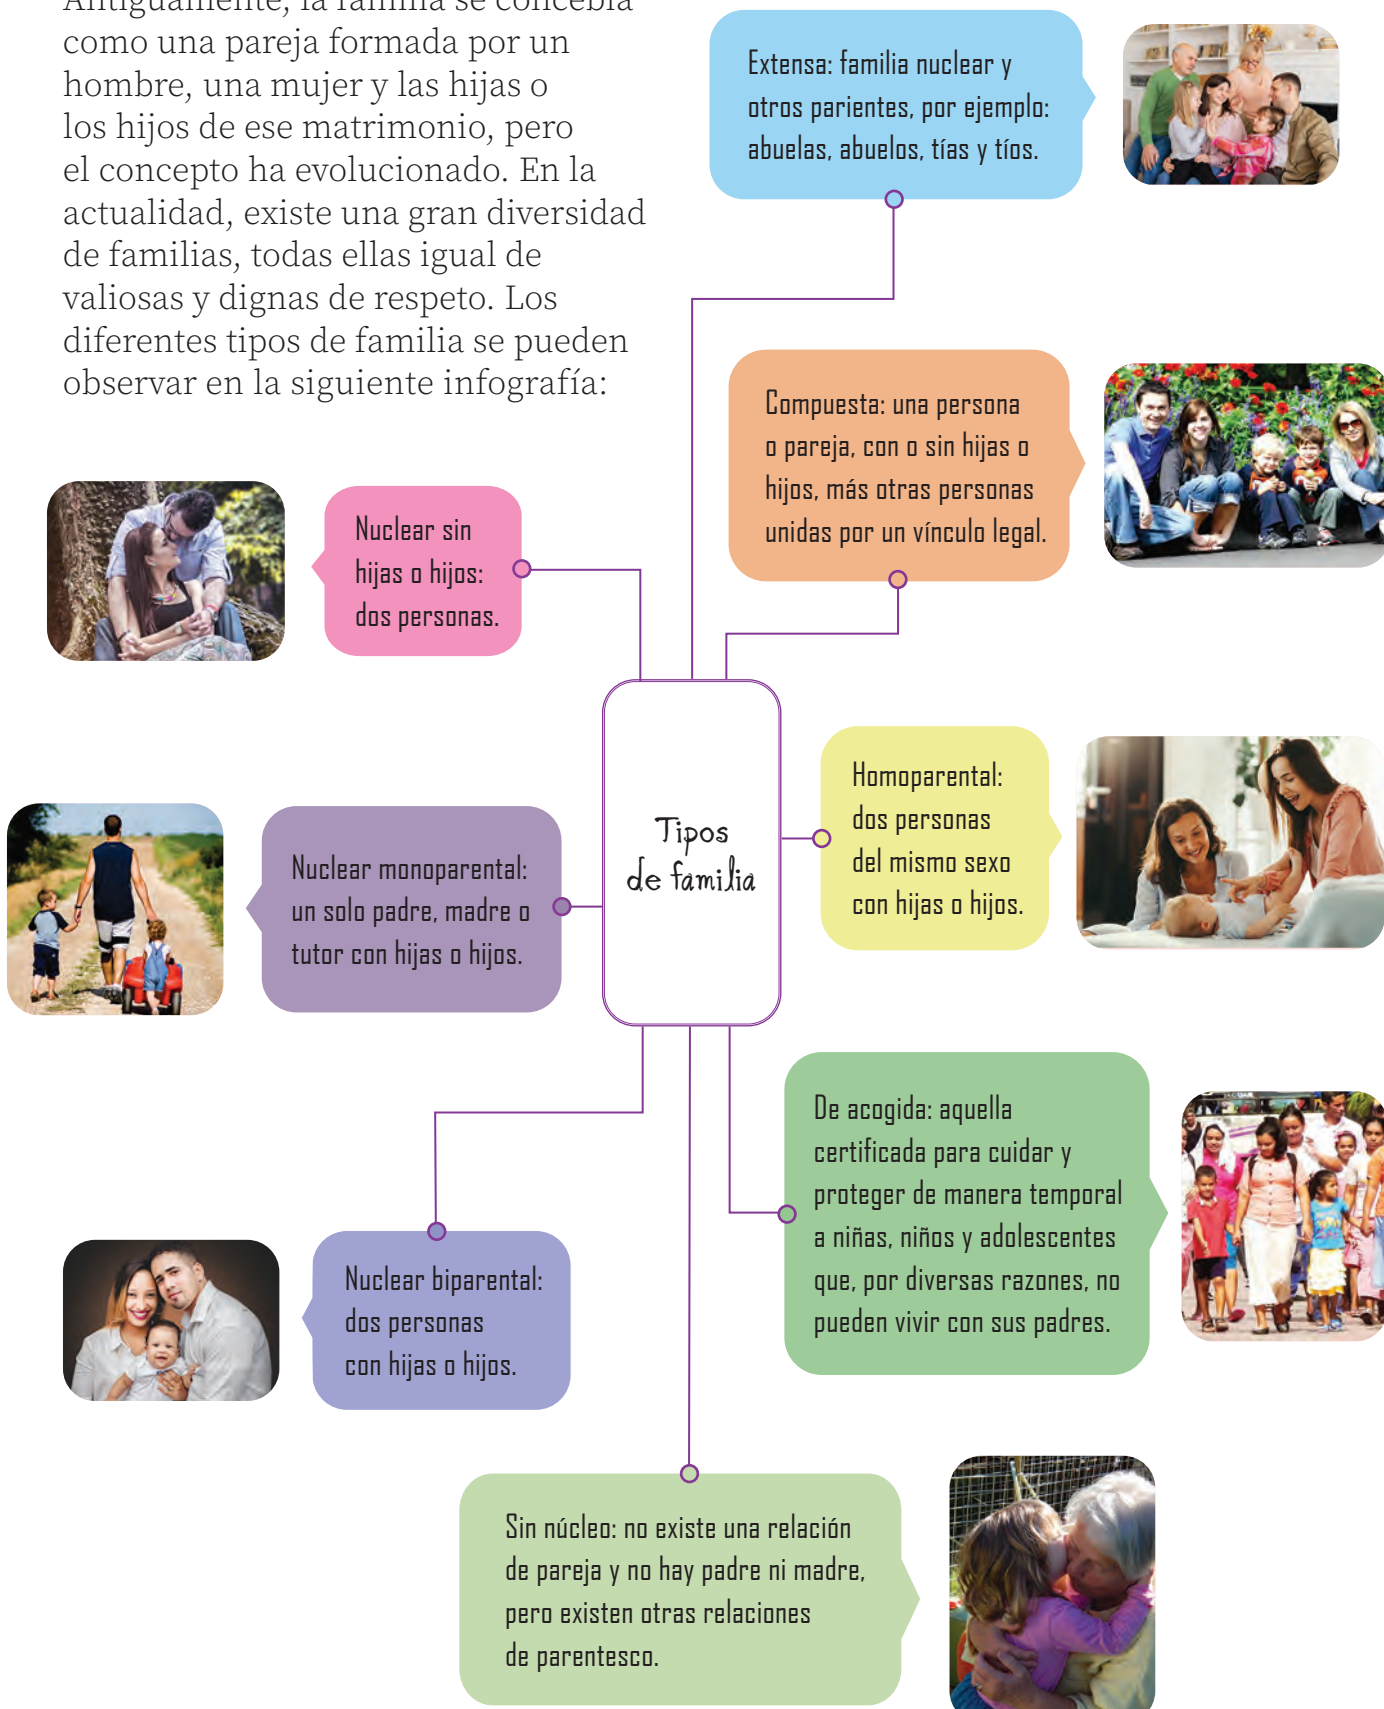 Antiguamente, la familia se concebía
como una pareja formada por un
hombre, una mujer y las hijas o
los hijos de ese matrimonio, pero
el concepto ha evolucionado. En la
actualidad, existe una gran diversidad
de familias, todas ellas igual de
valiosas y dignas de respeto. Los
diferentes tipos de familia se pueden
observar en la siguiente infografía:
Extensa: familia nuclear y
otros parientes, por ejemplo:
abuelas, abuelos, tías y tíos.
Compuesta: una persona
o pareja, con o sin hijas o
hijos, más otras personas
unidas por un vínculo legal.
Nuclear sin
hijas o hijos:
dos personas.
Tipos
de familia
Homoparental:
dos personas
del mismo sexo
con hijas o hijos.
Nuclear monoparental:
un solo padre, madre o
tutor con hijas o hijos.
De acogida: aquella
certificada para cuidar y
proteger de manera temporal
a niñas, niños y adolescentes
que, por diversas razones, no
pueden vivir con sus padres.
Nuclear biparental:
dos personas
con hijas o hijos.
Sin núcleo: no existe una relación
de pareja y no hay padre ni madre,
pero existen otras relaciones
de parentesco.